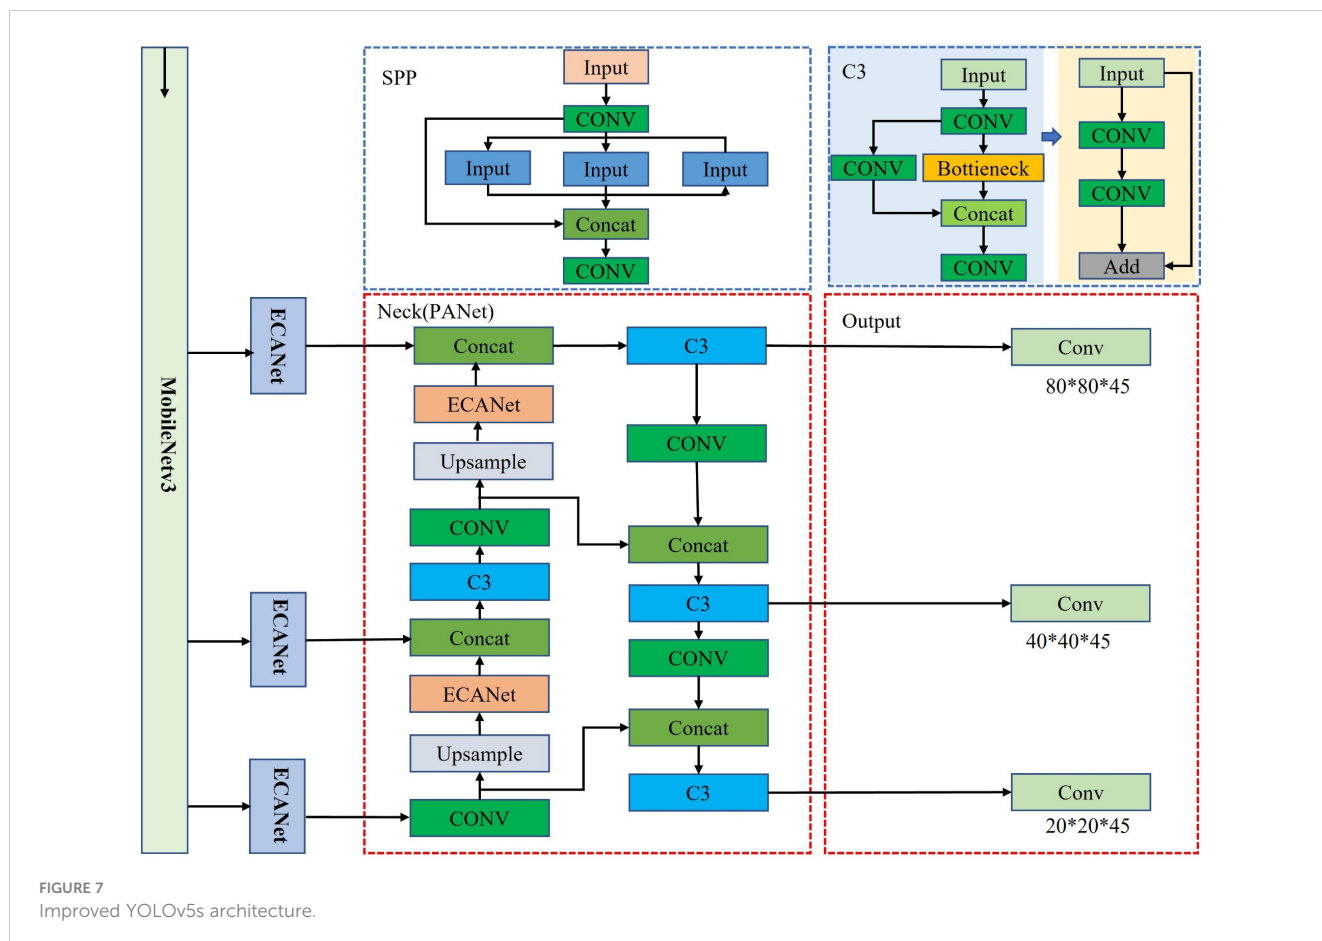 MobileNetv3
ECANet
ECANet
ECANet
SPP
Input
CONV
Input
Input
Input
Concat
CONV
C3
Input
CONV
CONV
Bottieneck
Concat
CONV
Input
CONV
CONV
Add
Neck(PANet)
Concat
ECANet
Upsample
CONV
C3
Concat
ECANet
Upsample
CONV
C3
CONV
Concat
C3
CONV
Concat
C3
Output
Conv
80*80*45
Conv
40*40*45
Conv
20*20*45
FIGURE 7
Improved YOLOv5s architecture.